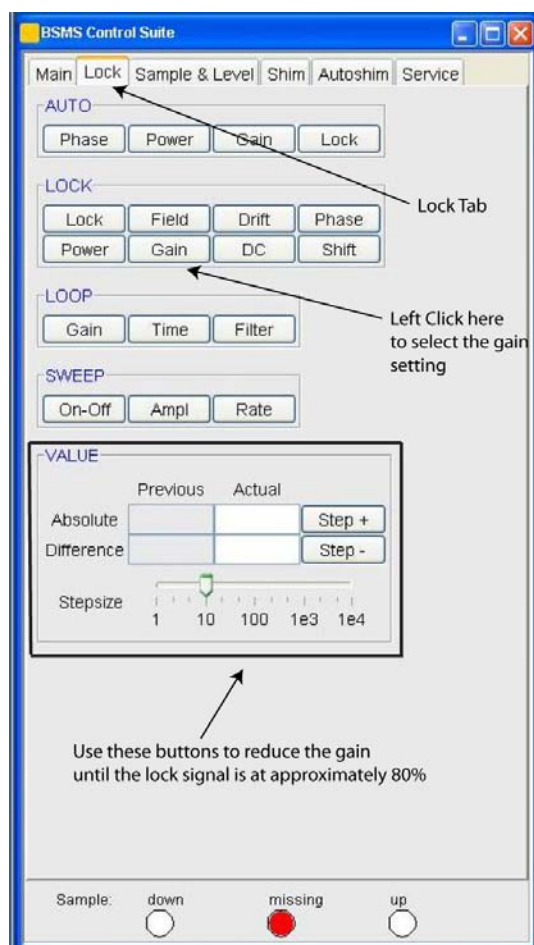 BSMS Control Suite
Main Lock Sample & Level Shim Autoshim Service
AUTO
Phase Power Gain Lock
LOCK
Lock Field Drift Phase
Lock Tab
Power Gain DC Shift
LOOP
Gain Time Filter
Left Click here
to select the gain
setting
SWEEP
On-Off Ampl Rate
VALUE
Previous Actual
Absolute Step +
Difference Step -
Stepsize
1 10 100 1e3 1e4
Use these buttons to reduce the gain
until the lock signal is at approximately 80%
Sample: down missing up